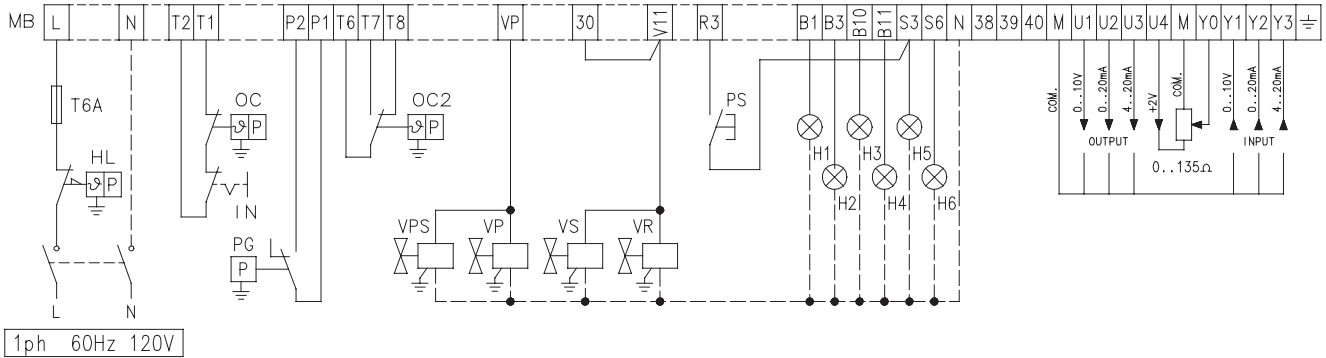 MB L N T2 T1 P2 P1 T6 T7 T8 VP 30 V11 R3 B1 B3 B10 B11 S3 S6 N 38 39 40 M U1 U2 U3 U4 M Y0 Y1 Y2 Y3
COM. 0..10V 0..20mA 4..20mA +2V COM. 0..10V 0..20mA 4..20mA
T6A OC ϑ P OC2 ϑ P PS
H1 H3 H5 OUTPUT INPUT
HL ϑ P 0..135Ω
IN H2 H4 H6
PG P VPS VP VS VR
L N
1ph 60Hz 120V